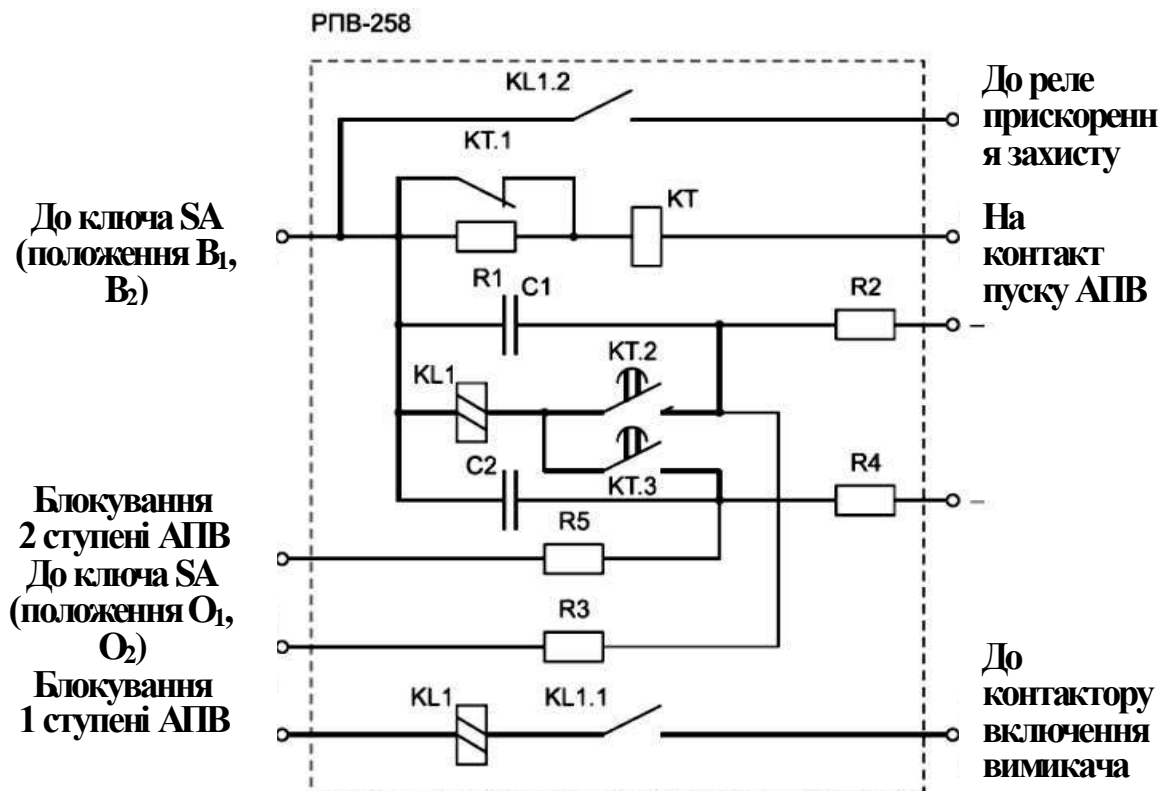 РПВ-258
KL1.2
До реле
прискоренн
я захисту
KT.1
До ключа SA
(положення В₁,
В₂)
KT
На
контакт
пуску АПВ
R1
C1
R2
–
KT.2
KL1
C2
KT.3
R4
–
Блокування
2 ступені АПВ
R5
До ключа SA
(положення О₁,
О₂)
R3
Блокування
1 ступені АПВ
KL1
KL1.1
До
контактору
включення
вимикача